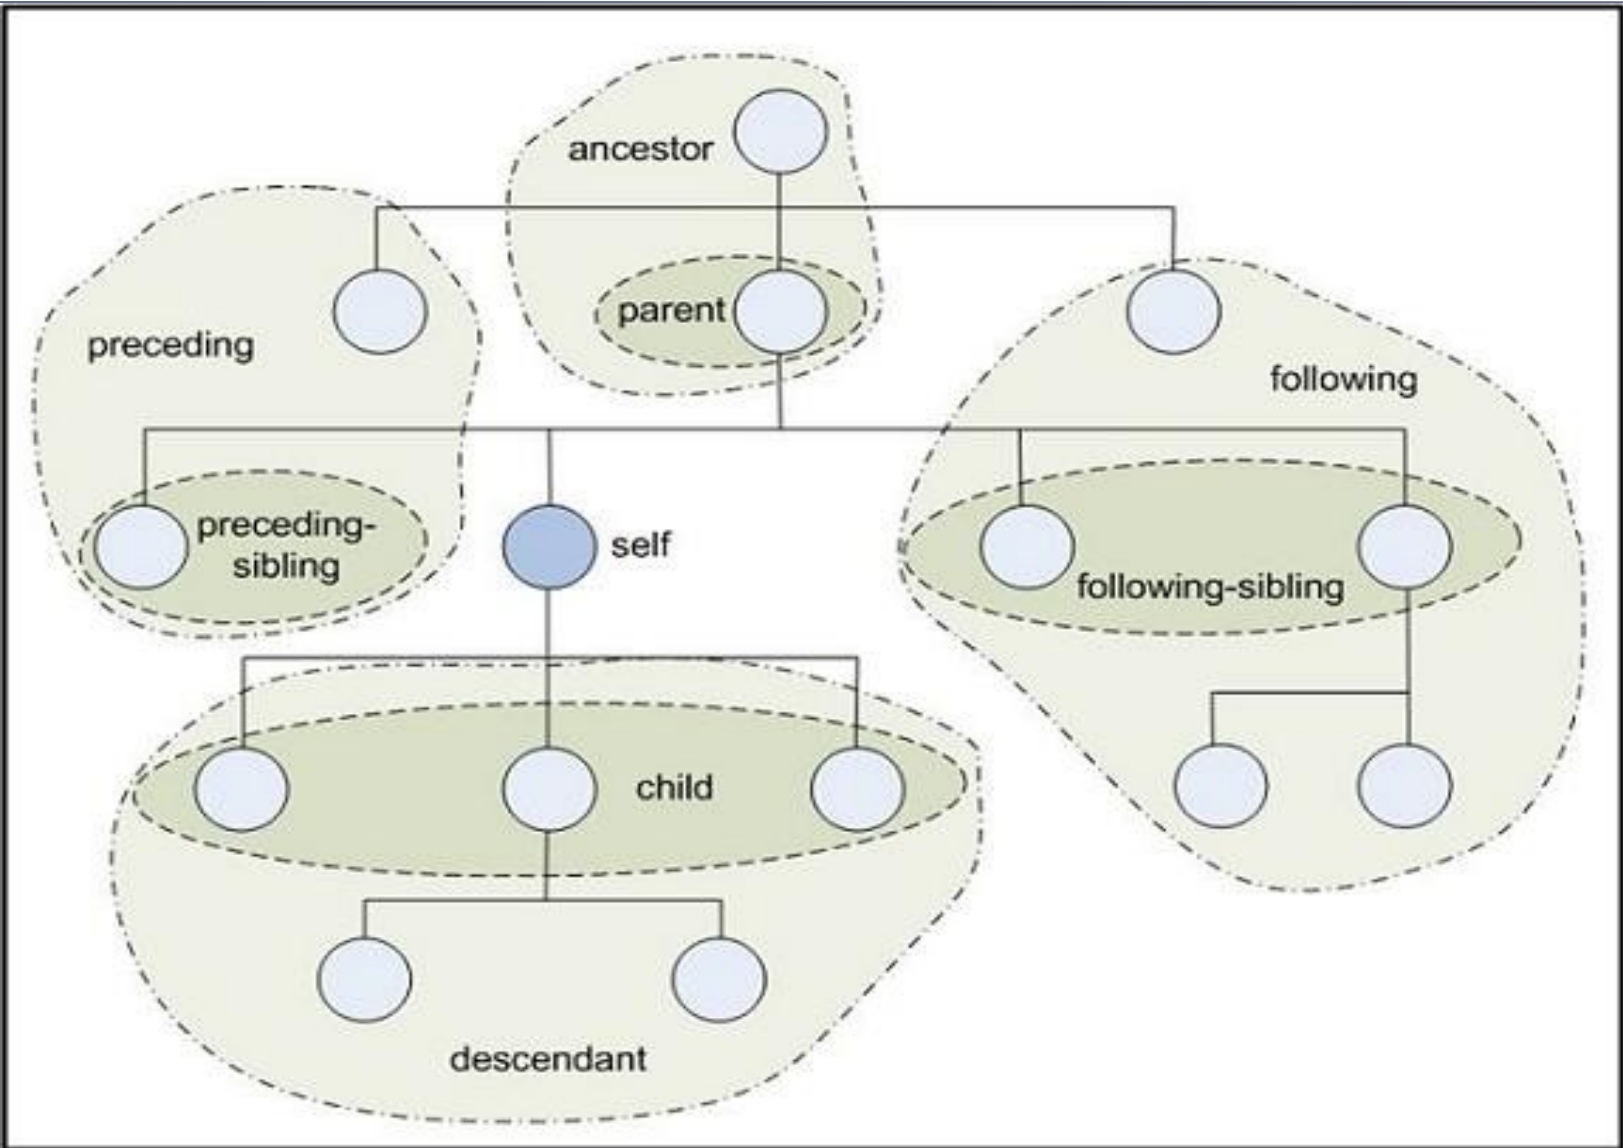 ancestor
parent
preceding
following
preceding-
sibling
self
following-sibling
child
descendant